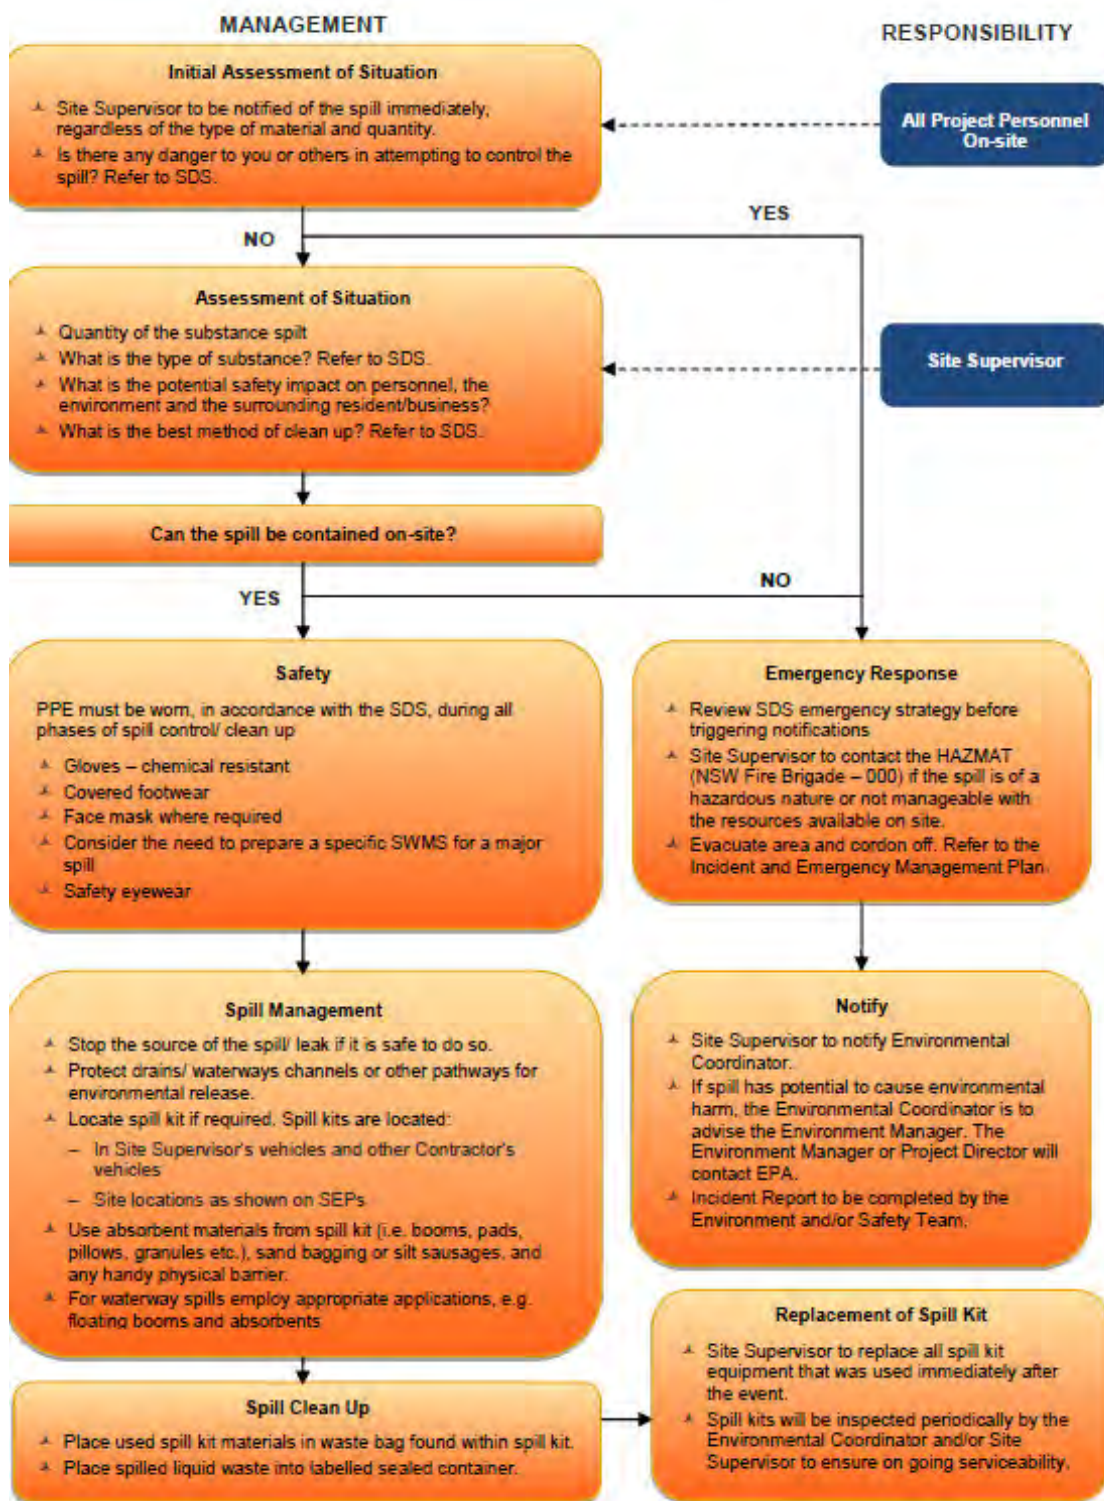 MANAGEMENT
RESPONSIBILITY
Initial Assessment of Situation
Site Supervisor to be notified of the spill immediately,
regardless of the type of material and quantity.
Is there any danger to you or others in attempting to control the
spill? Refer to SDS.
All Project Personnel
On-site
YES
NO
Assessment of Situation
Quantity of the substance spilt
What is the type of substance? Refer to SDS.
What is the potential safety impact on personnel, the
environment and the surrounding resident/business?
What is the best method of clean up? Refer to SDS.
Site Supervisor
Can the spill be contained on-site?
NO
YES
Safety
PPE must be worn, in accordance with the SDS, during all
phases of spill control/ clean up
Gloves – chemical resistant
Covered footwear
Face mask where required
Consider the need to prepare a specific SWMS for a major
spill
Safety eyewear
Emergency Response
Review SDS emergency strategy before
triggering notifications
Site Supervisor to contact the HAZMAT
(NSW Fire Brigade – 000) if the spill is of a
hazardous nature or not manageable with
the resources available on site.
Evacuate area and cordon off. Refer to the
Incident and Emergency Management Plan.
Spill Management
Stop the source of the spill/ leak if it is safe to do so.
Protect drains/ waterways channels or other pathways for
environmental release.
Locate spill kit if required. Spill kits are located:
– In Site Supervisor's vehicles and other Contractor's
vehicles
– Site locations as shown on SEPs
Use absorbent materials from spill kit (i.e. booms, pads,
pillows, granules etc.), sand bagging or silt sausages, and
any handy physical barrier.
For waterway spills employ appropriate applications, e.g.
floating booms and absorbents
Notify
Site Supervisor to notify Environmental
Coordinator.
If spill has potential to cause environmental
harm, the Environmental Coordinator is to
advise the Environment Manager. The
Environment Manager or Project Director will
contact EPA.
Incident Report to be completed by the
Environment and/or Safety Team.
Spill Clean Up
Place used spill kit materials in waste bag found within spill kit.
Place spilled liquid waste into labelled sealed container.
Replacement of Spill Kit
Site Supervisor to replace all spill kit
equipment that was used immediately after
the event.
Spill kits will be inspected periodically by the
Environmental Coordinator and/or Site
Supervisor to ensure on going serviceability.